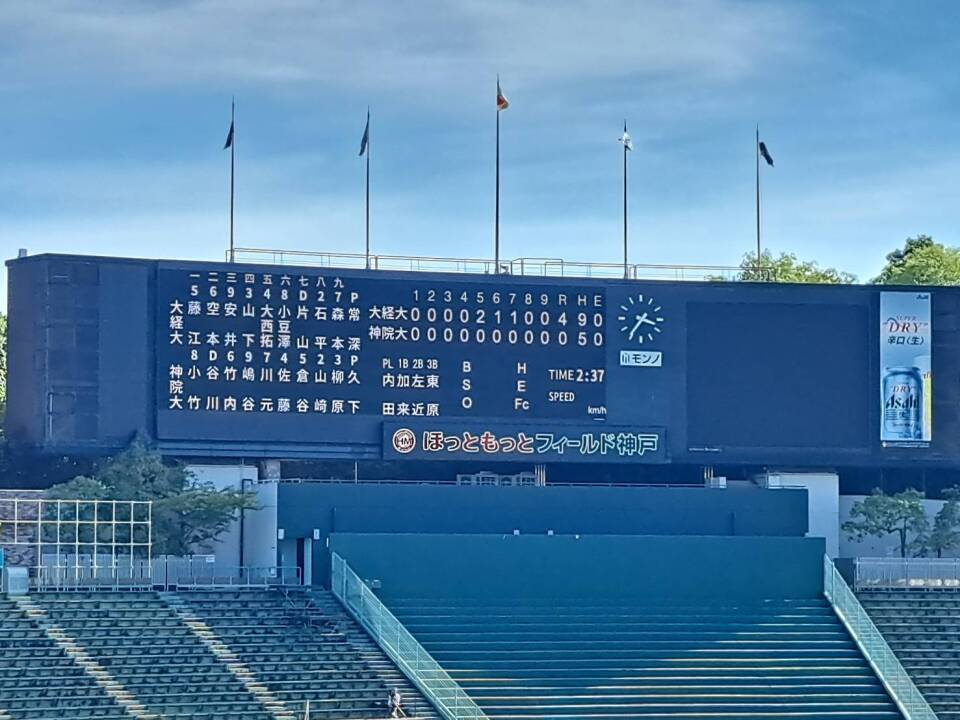 一二三四五六七八九
5 6 9 3 4 8 D 2 7 P
大経大
藤江
空本
安井
山下
大西拓
小豆澤
片山
石平
森本
常深
8 D 6 9 7 4 5 2 3 P
神院大
小竹
谷川
竹内
嶋谷
川元
佐藤
倉谷
山﨑
柳原
久下
1 2 3 4 5 6 7 8 9 R H E
大経大 0 0 0 0 2 1 1 0 0 4 9 0
神院大 0 0 0 0 0 0 0 0 0 0 5 0
PL 1B 2B 3B
内田
加来
左近
東原
B
S
O
H
E
Fc
TIME 2:37
SPEED
km/h
モンノ
HM ほっともっとフィールド神戸
SUPER
"DRY"
辛口〈生〉
Asahi